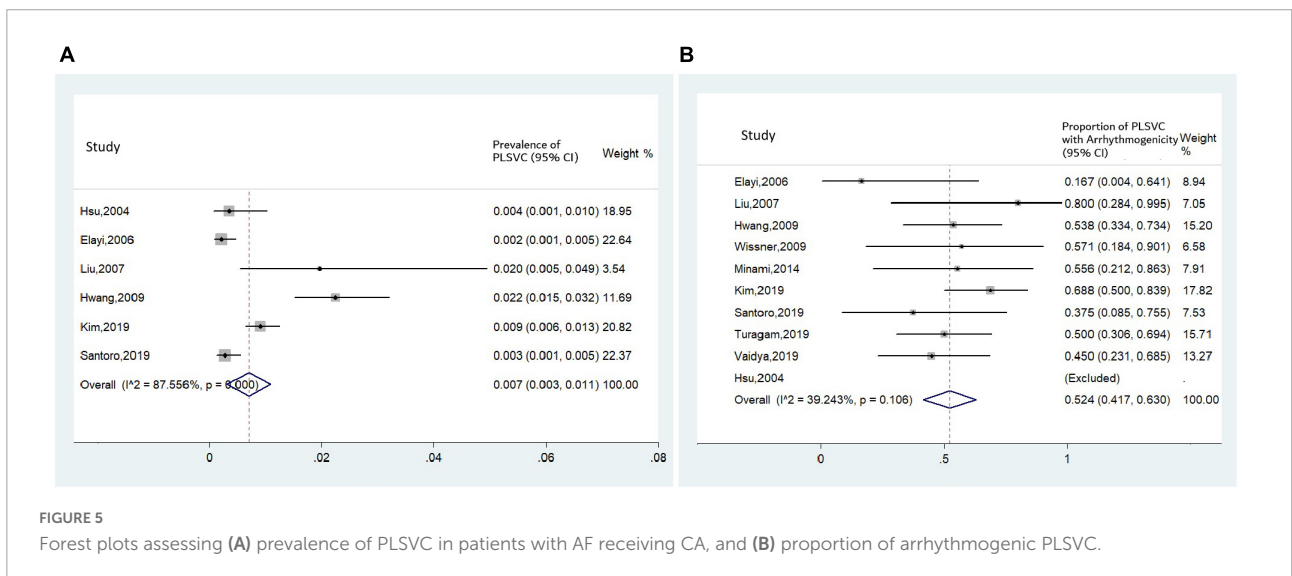 A
Study
Prevalence of
PLSVC (95% CI) Weight %
Hsu,2004 0.004 (0.001, 0.010) 18.95
Elayi,2006 0.002 (0.001, 0.005) 22.64
Liu,2007 0.020 (0.005, 0.049) 3.54
Hwang,2009 0.022 (0.015, 0.032) 11.69
Kim,2019 0.009 (0.006, 0.013) 20.82
Santoro,2019 0.003 (0.001, 0.005) 22.37
Overall (I^2 = 87.556%, p = 0.000) 0.007 (0.003, 0.011) 100.00
0 .02 .04 .06 .08
B
Study
Proportion of PLSVC
with Arrhythmogenicity Weight
(95% CI) %
Elayi,2006 0.167 (0.004, 0.641) 8.94
Liu,2007 0.800 (0.284, 0.995) 7.05
Hwang,2009 0.538 (0.334, 0.734) 15.20
Wissner,2009 0.571 (0.184, 0.901) 6.58
Minami,2014 0.556 (0.212, 0.863) 7.91
Kim,2019 0.688 (0.500, 0.839) 17.82
Santoro,2019 0.375 (0.085, 0.755) 7.53
Turagam,2019 0.500 (0.306, 0.694) 15.71
Vaidya,2019 0.450 (0.231, 0.685) 13.27
Hsu,2004 (Excluded) .
Overall (I^2 = 39.243%, p = 0.106) 0.524 (0.417, 0.630) 100.00
0 .5 1
FIGURE 5
Forest plots assessing (A) prevalence of PLSVC in patients with AF receiving CA, and (B) proportion of arrhythmogenic PLSVC.